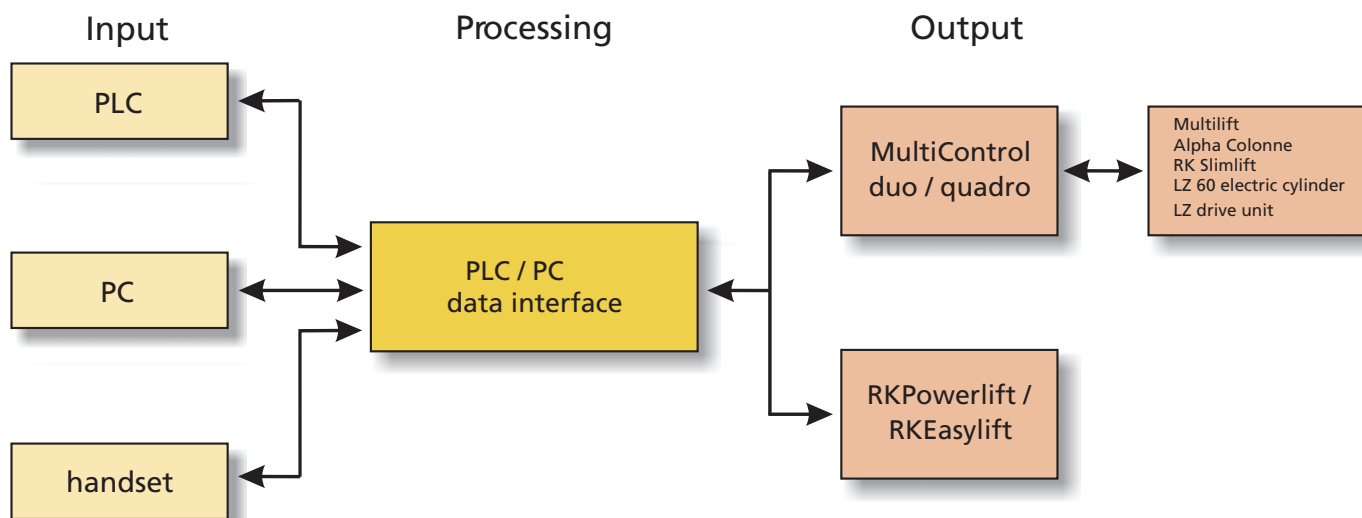 Input
Processing
Output
PLC
PC
handset
PLC / PC
data interface
MultiControl
duo / quadro
Multilift
Alpha Colonne
RK Slimlift
LZ 60 electric cylinder
LZ drive unit
RKPowerlift /
RKEasylift